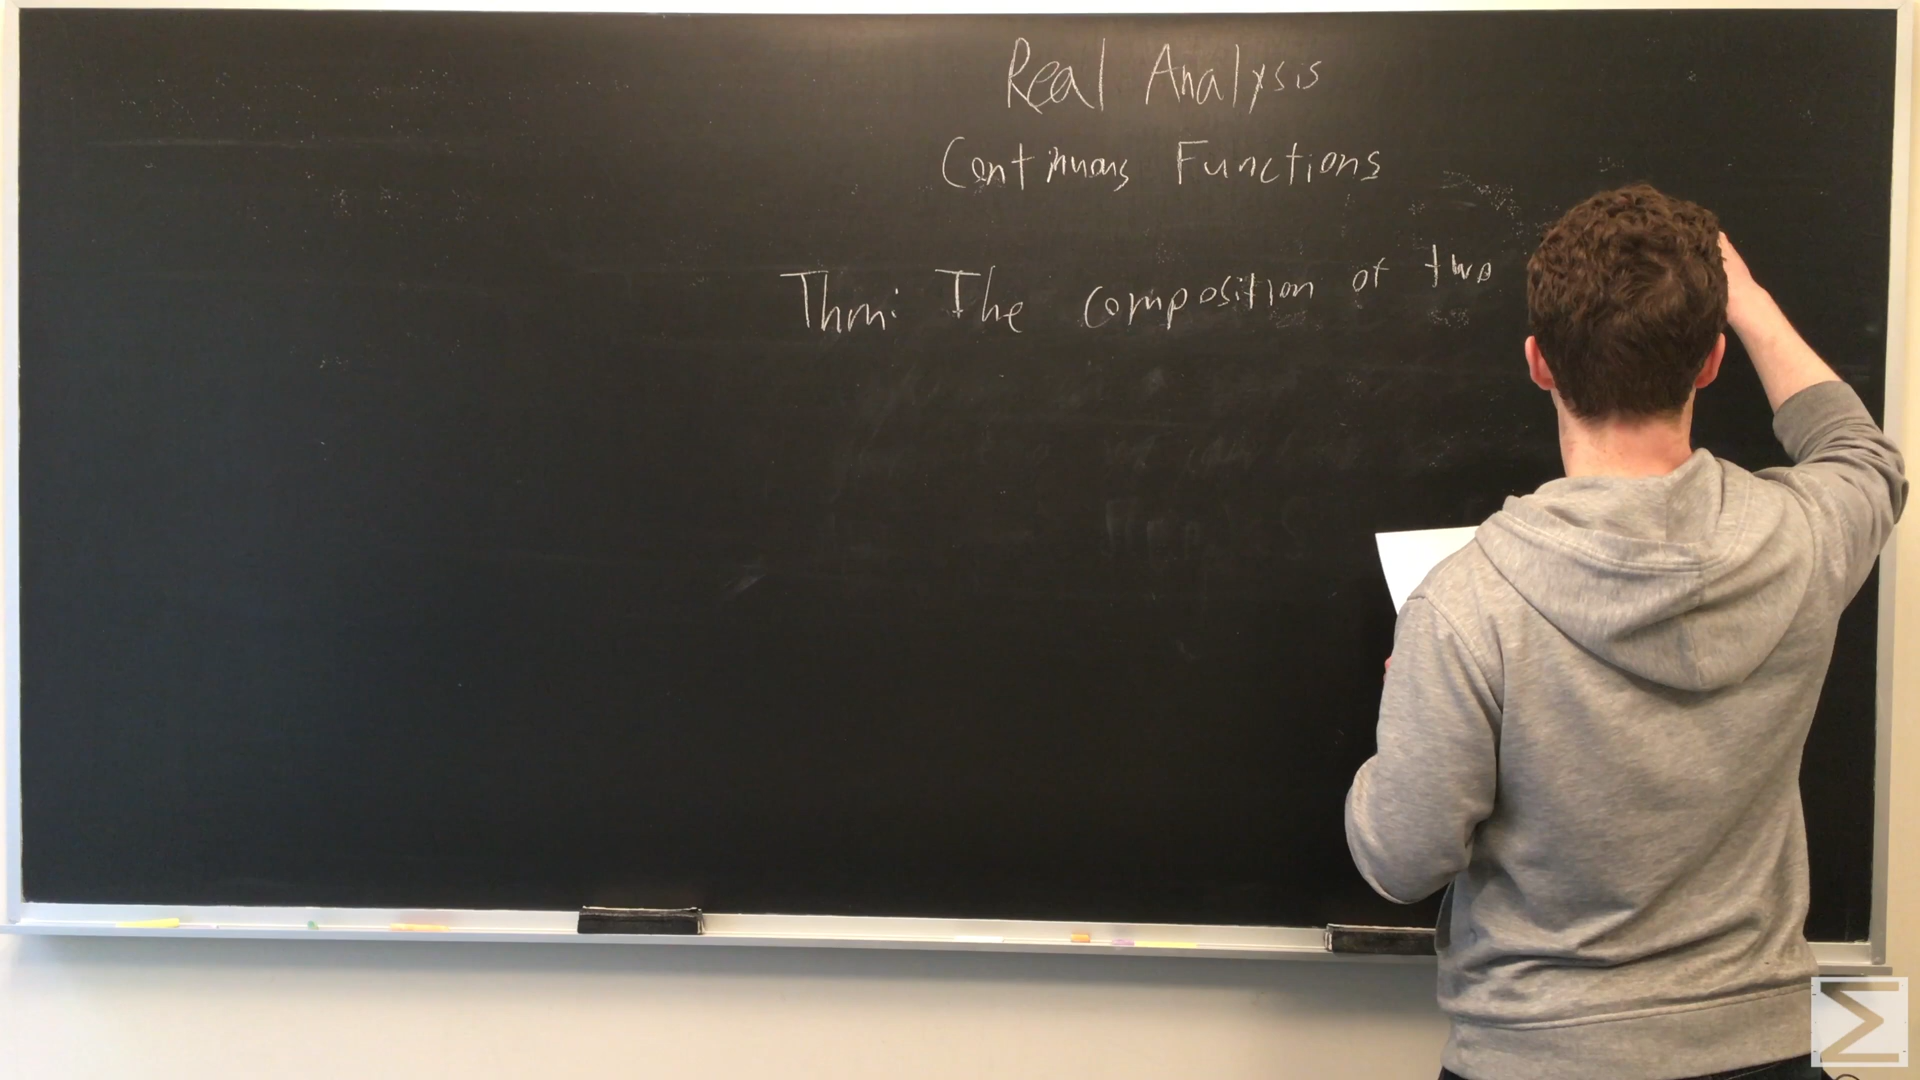 Real Analysis
Continuous Functions
Thm: The composition of two